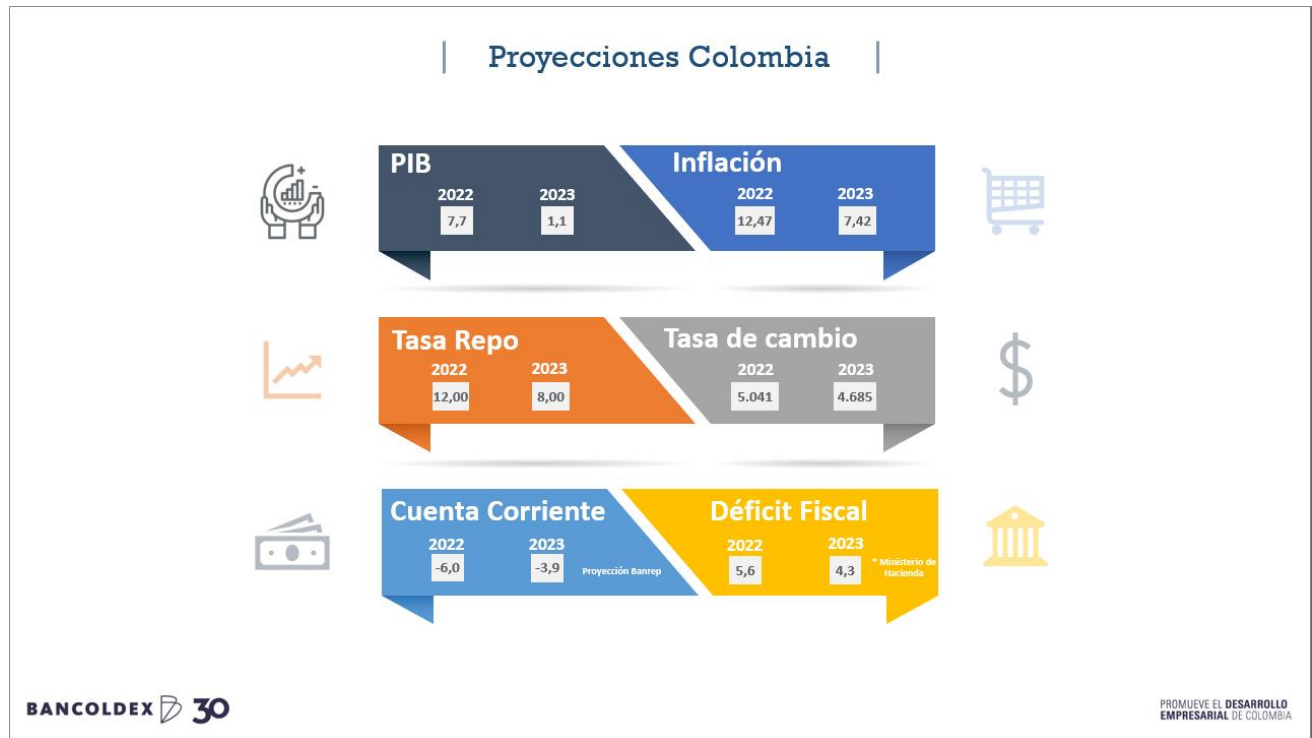 Proyecciones Colombia
PIB
2022 2023
7,7 1,1
Inflación
2022 2023
12,47 7,42
Tasa Repo
2022 2023
12,00 8,00
Tasa de cambio
2022 2023
5.041 4.685
Cuenta Corriente
2022 2023
-6,0 -3,9 Proyección Banrep
Déficit Fiscal
2022 2023
5,6 4,3 * Ministerio de
Hacienda
BANCOLDEX 30
PROMUEVE EL DESARROLLO
EMPRESARIAL DE COLOMBIA